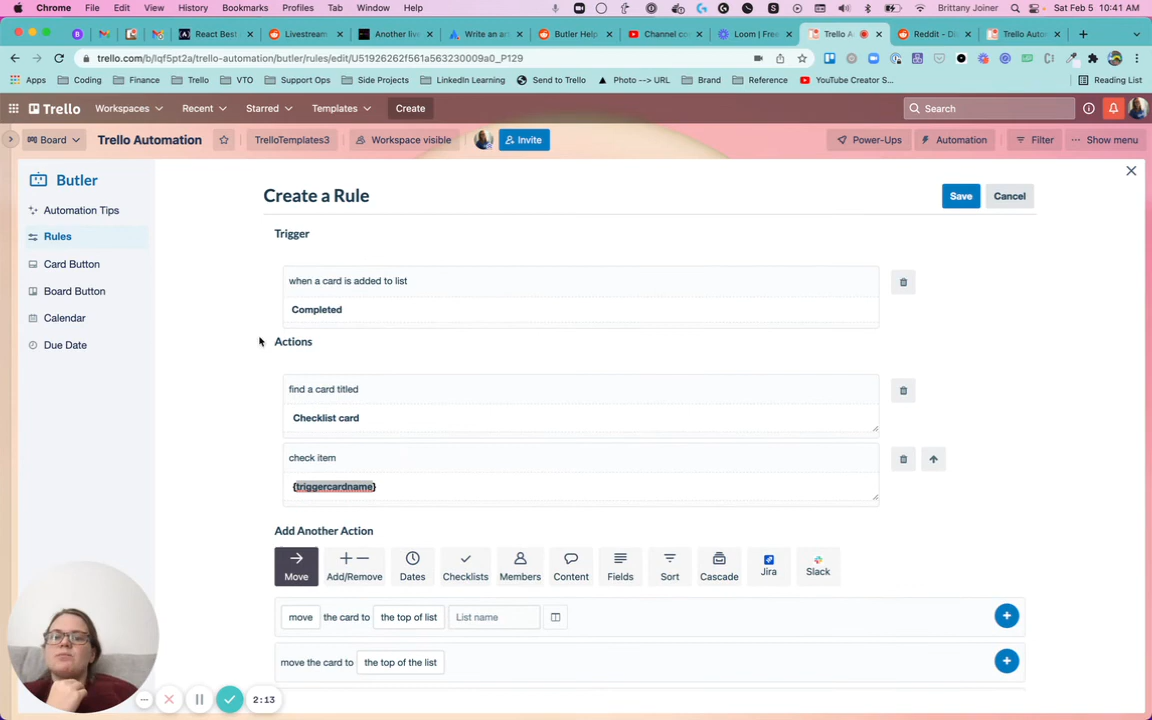 Chrome File Edit View History Bookmarks Profiles Tab Window Help Brittany Joiner Sat Feb 5 10:41 AM
React Best Livestream Another live Write an art Butler Help Channel co Loom | Free Trello A Reddit - Di Trello Autom
trello.com/b/lqf5pt2a/trello-automation/butler/rules/edit/U51926262f561a563230009a0_P129
Apps Coding Finance Trello VTO Support Ops Side Projects LinkedIn Learning Send to Trello Photo --> URL Brand Reference YouTube Creator S... Reading List
Trello Workspaces Recent Starred Templates Create Search
Board Trello Automation TrelloTemplates3 Workspace visible Invite Power-Ups Automation Filter ... Show menu
Butler
Automation Tips
Rules
Card Button
Board Button
Calendar
Due Date
Create a Rule
Save Cancel
Trigger
when a card is added to list
Completed
Actions
find a card titled
Checklist card
check item
{triggercardname}
Add Another Action
Move Add/Remove Dates Checklists Members Content Fields Sort Cascade Jira Slack
move the card to the top of list List name
move the card to the top of the list
2:13